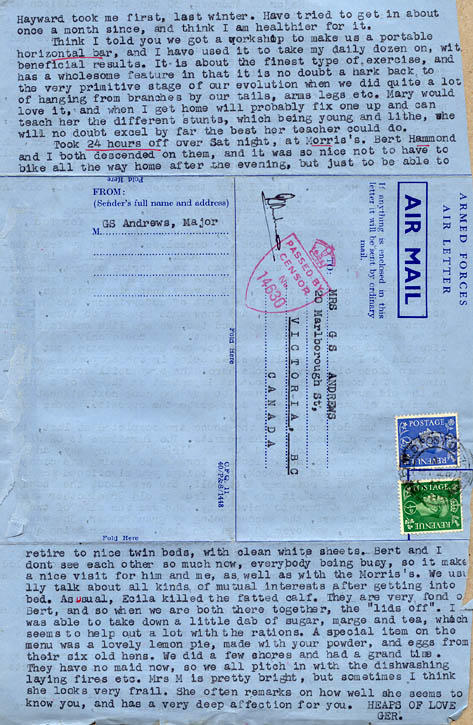 Hayward took me first, last winter. Have tried to get in about
once a month since, and think I am healthier for it.
Think I told you we got a workshop to make us a portable
horizontal bar, and I have used it to take my daily dozen on, wit
beneficial results. It is about the finest type of exercise, and
has a wholesome feature in that it is no doubt a hark back to
the very primitive stage of our evolution when we did quite a lot
of hanging from branches by our tails, arms legs etc. Mary would
love it, and when I get home will probably fix one up and can
teach her the different stunts, which being young and lithe, she
will no doubt excel by far the best her teacher could do.
Took 24 hours off over Sat night, at Morris's. Bert Hammond
and I both descended on them, and it was so nice not to have to
bike all the way home after the evening, but just to be able to
Fold Here
FROM:
(Sender's full name and address)
GS Andrews, Major
M
ARMED FORCES
AIR LETTER
AIR MAIL
If anything is enclosed in this
letter it will be sent by ordinary
mail.
PASSED BY
CENSOR
No.
14630
TO:
MRS G S ANDREWS
20 Marlborough St,
VICTORIA, BC
CANADA
Fold Here
C.F.Q. 11
40/P&S/1448
POSTAGE
REVENUE
POSTAGE
REVENUE
Fold Here
retire to nice twin beds, with clean white sheets. Bert and I
dont see each other so much now, everybody being busy, so it make
a nice visit for him and me, as well as with the Morris's. We usu
lly talk about all kinds of mutual interests after getting into
bed. Asusual, Zoila killed the fatted calf. They are very fond o
Bert, and so when we are both there together, the "lids off". I
was able to take down a little dab of sugar, marge and tea, which
seems to help out a lot with the rations. A special item on the
menu was a lovely lemon pie, made with your powder, and eggs from
their six old hens. We did a few shores and had a grand time.
They have no maid now, so we all pitch in with the dishwashing
laying fires etc. Mrs M is pretty bright, but sometimes I think
she looks very frail. She often remarks on how well she seems to
know you, and has a very deep affection for you. HEAPS OF LOVE
GER.